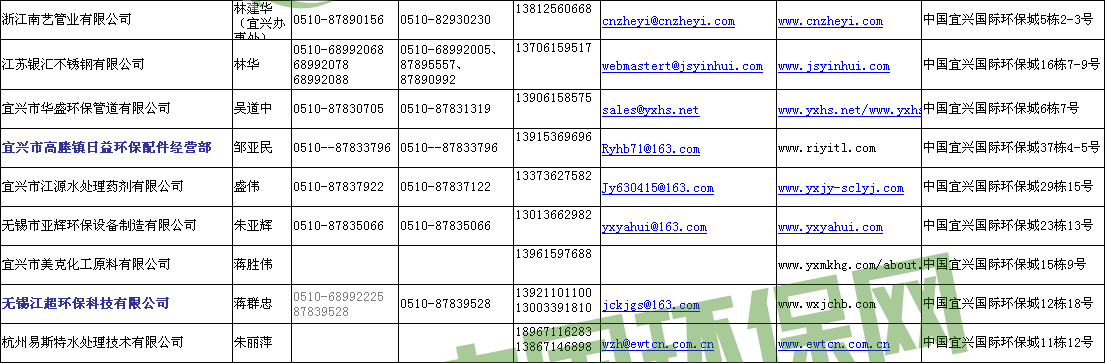 浙江南艺管业有限公司 林建华（宜兴办事处） 0510-87890156 0510-82930230 13812560668 cnzheyi@cnzheyi.com www.cnzheyi.com 中国宜兴国际环保城5栋2-3号
江苏银汇不锈钢有限公司 林华 0510-68992068 68992078 68992088 0510-68992005、87895557、87890992 13706159517 webmastert@jsyinhui.com www.jsyinhui.com 中国宜兴国际环保城16栋7-9号
宜兴市华盛环保管道有限公司 吴道中 0510-87830705 0510-87831319 13906158575 sales@yxhs.net www.yxhs.net/www.yxhs 中国宜兴国际环保城6栋7号
宜兴市高塍镇日益环保配件经营部 邹亚民 0510--87833796 0510--87833796 13915369696 Ryhb71@163.com www.riyitl.com 中国宜兴国际环保城37栋4-5号
宜兴市江源水处理药剂有限公司 盛伟 0510-87837922 0510-87837122 13373627582 Jy630415@163.com www.yxjy-sclyj.com 中国宜兴国际环保城29栋15号
无锡市亚辉环保设备制造有限公司 朱亚辉 0510-87835066 0510-87835066 13013662982 yxyahui@163.com www.yxyahui.com 中国宜兴国际环保城23栋13号
宜兴市美克化工原料有限公司 蒋胜伟 13961597688 www.yxmkhg.com/about. 中国宜兴国际环保城15栋9号
无锡江超环保科技有限公司 蒋群忠 0510-68992225 87839528 0510-87839528 13921101100 13003391810 jckjgs@163.com www.wxjchb.com 中国宜兴国际环保城12栋18号
杭州易斯特水处理技术有限公司 朱丽萍 18967116283 13867146898 wzh@ewtcn.com.cn www.ewtcn.com.cn 中国宜兴国际环保城11栋12号
中国环保网